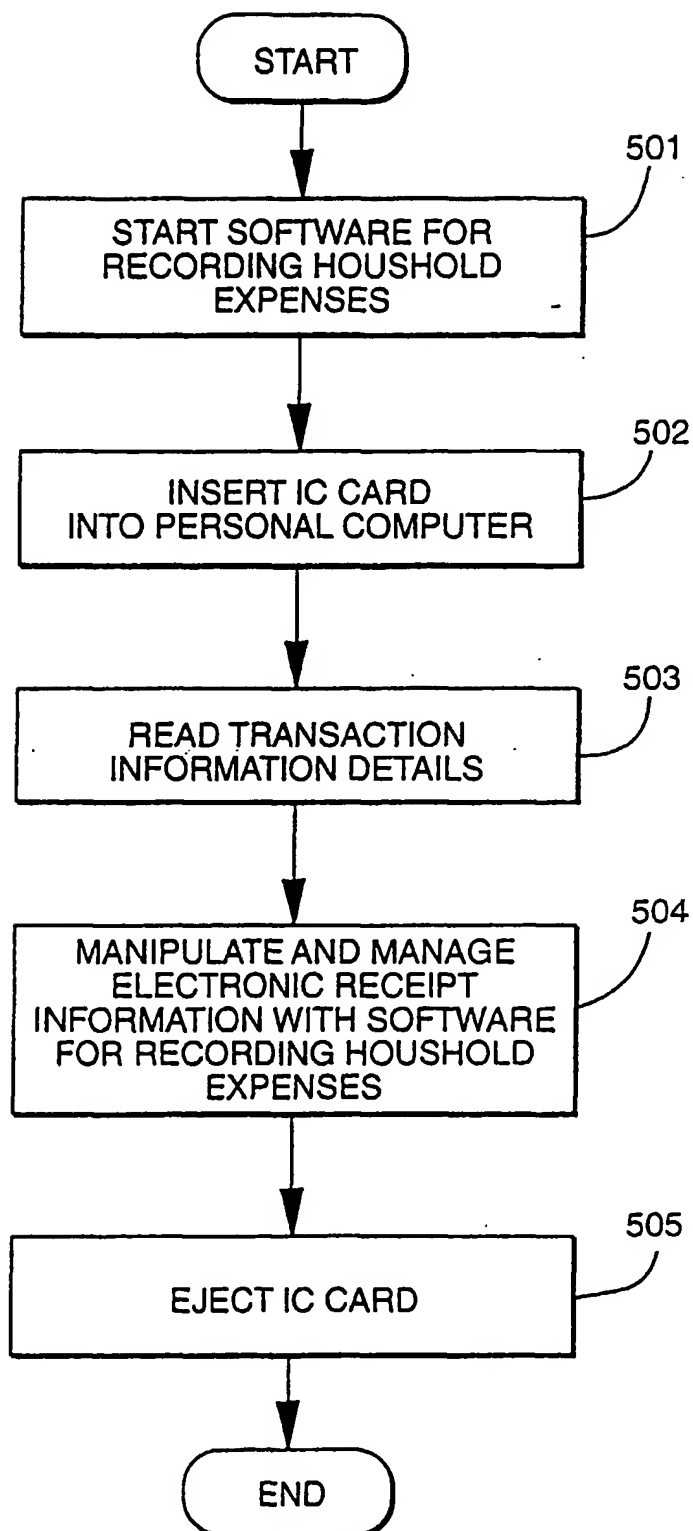 START
501
START SOFTWARE FOR
RECORDING HOUSHOLD
EXPENSES
502
INSERT IC CARD
INTO PERSONAL COMPUTER
503
READ TRANSACTION
INFORMATION DETAILS
504
MANIPULATE AND MANAGE
ELECTRONIC RECEIPT
INFORMATION WITH SOFTWARE
FOR RECORDING HOUSHOLD
EXPENSES
505
EJECT IC CARD
END